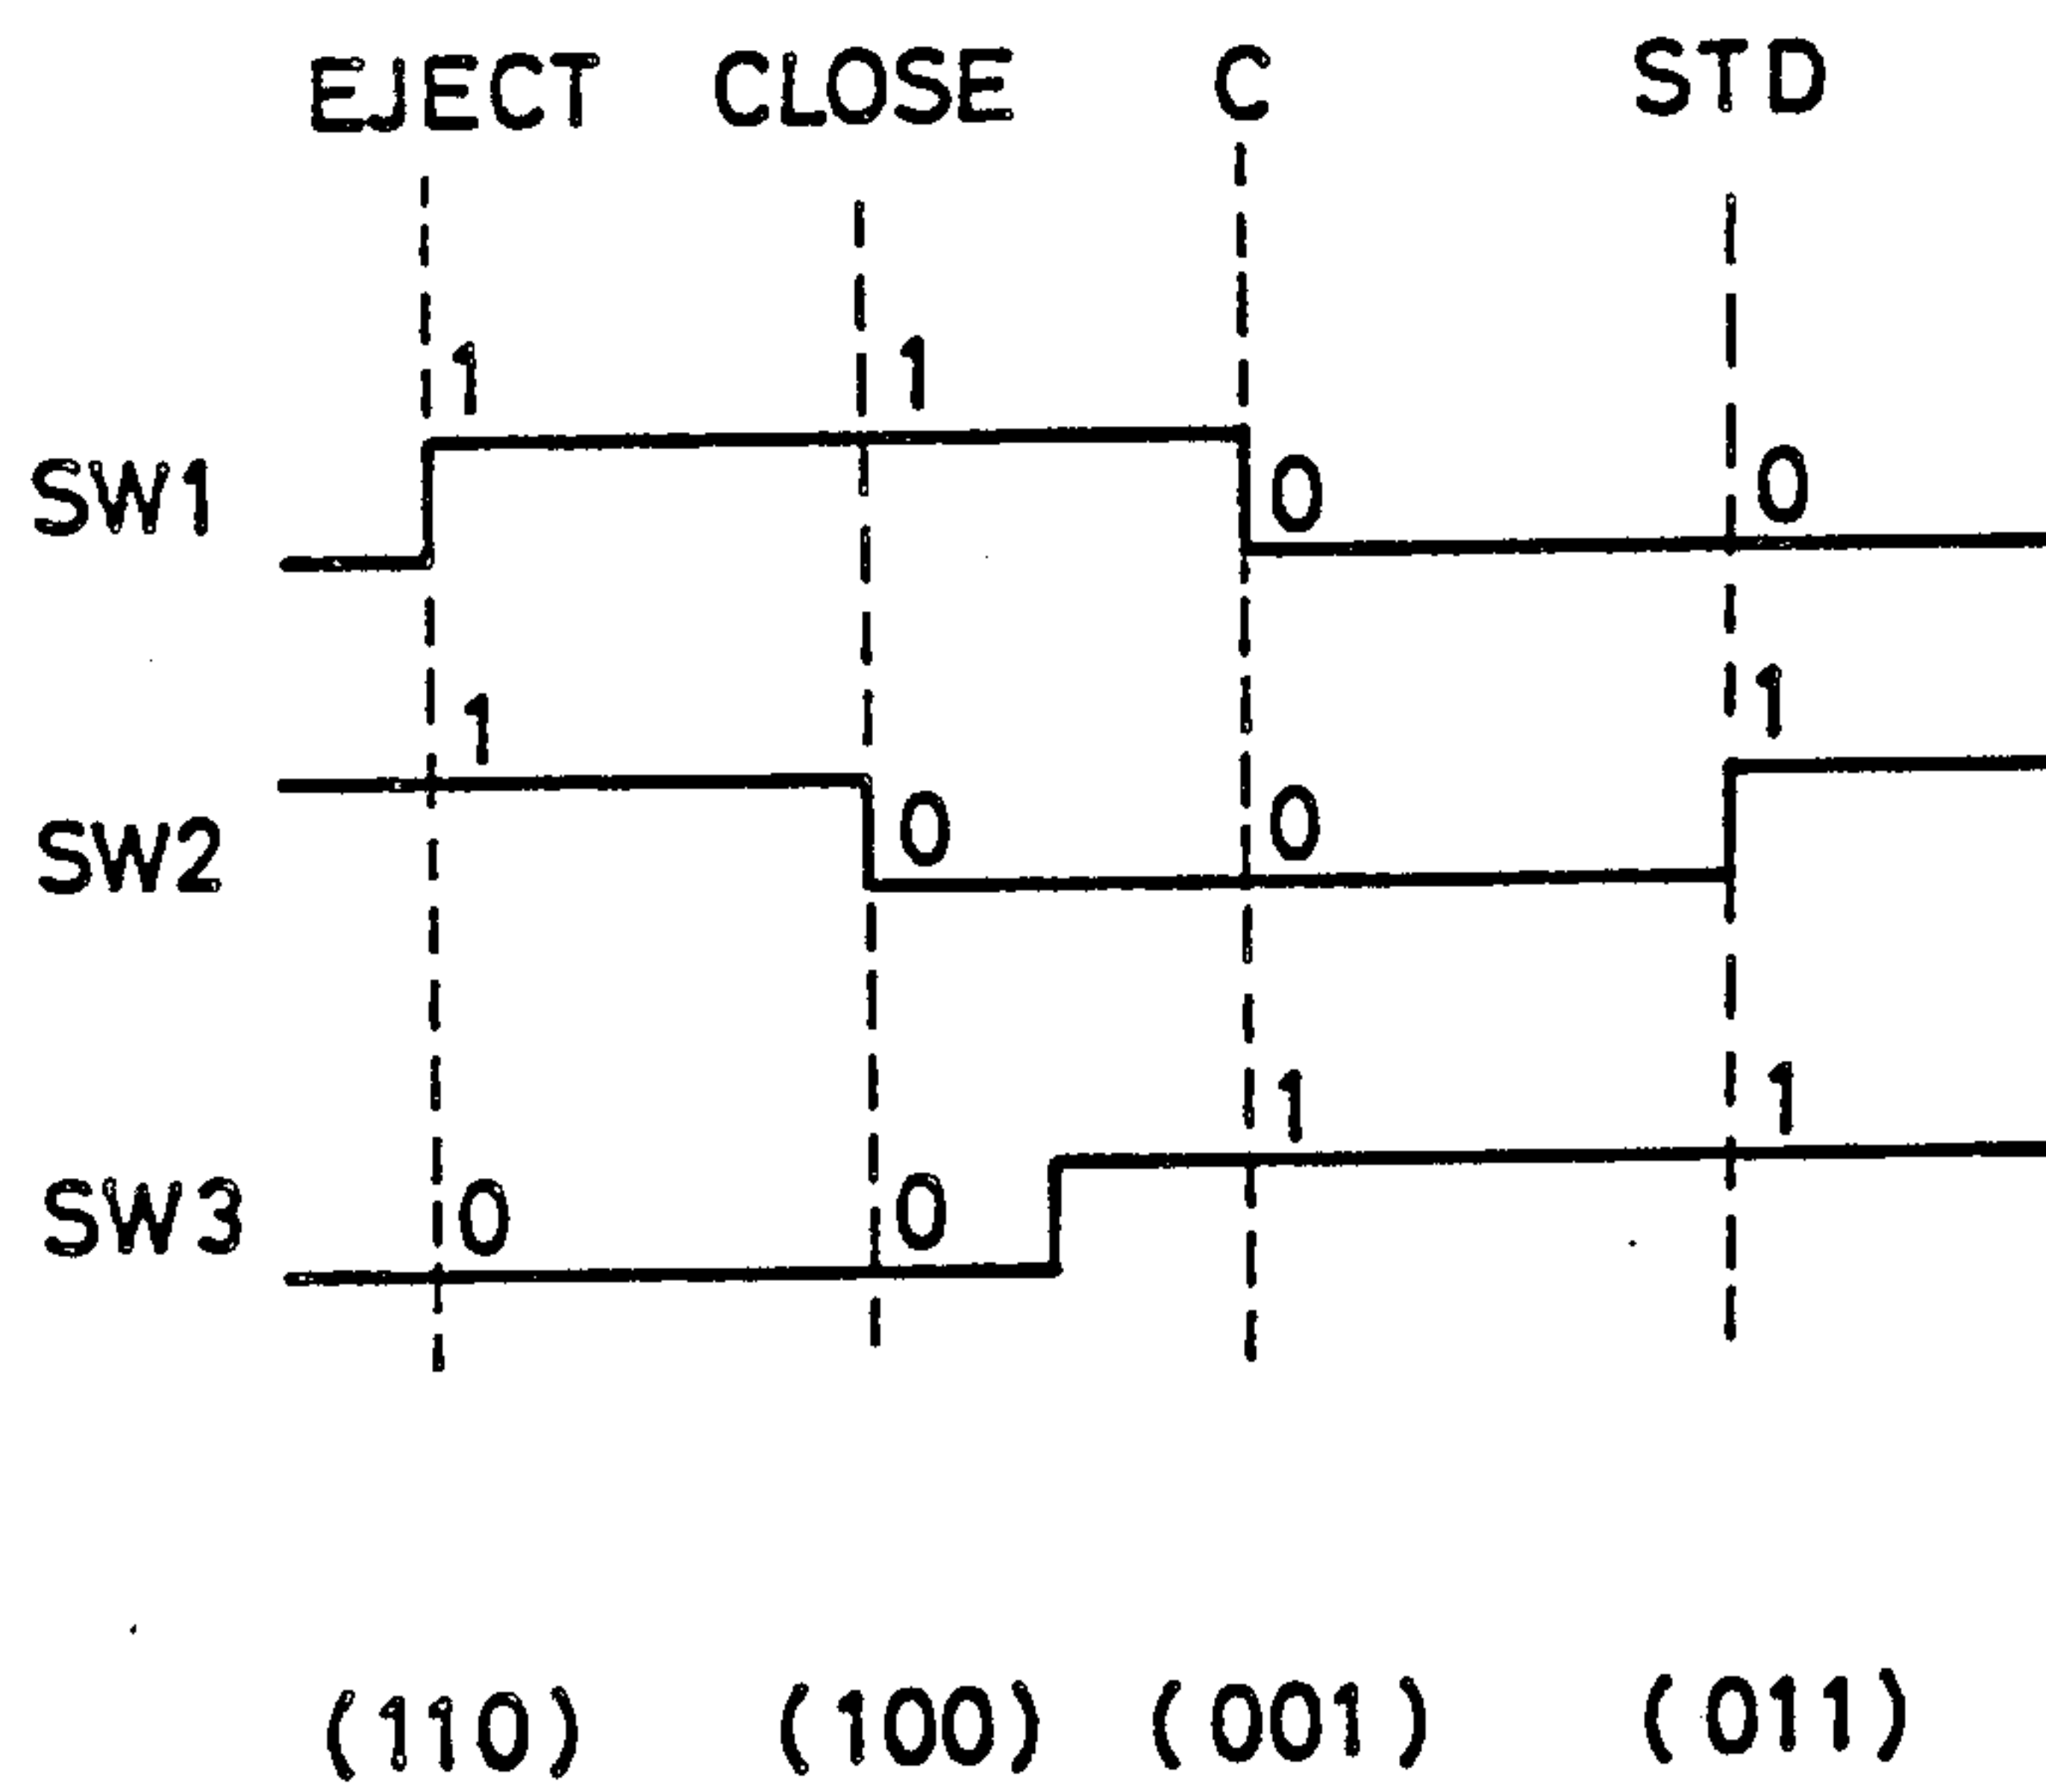 EJECT CLOSE C STD
1 1
SW1 0 0
1 1
SW2 0 0
1 1
SW3 0 0
(110) (100) (001) (011)